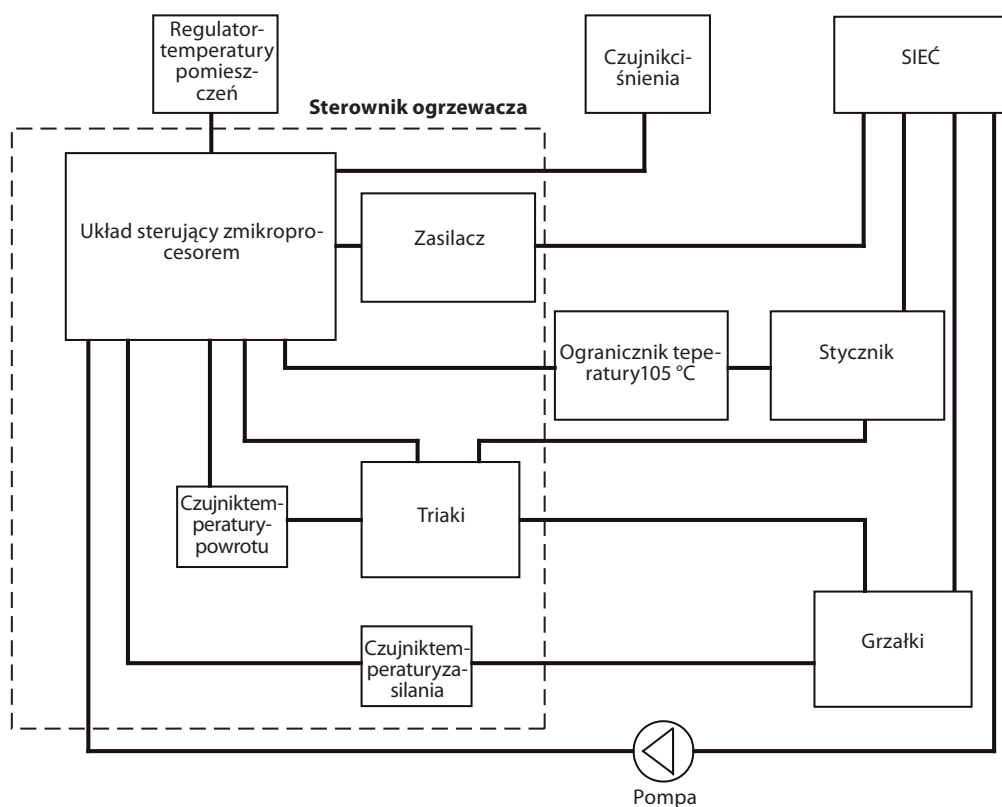 Regulator-
temperatury
pomiesz-
czeń
Czujnikci-
śnienia
SIEĆ
Sterownik ogrzewacza
Układ sterujący zmikropro-
cesorem
Zasilacz
Ogranicznik tepe-
ratury105 °C
Stycznik
Czujniktem-
peratury-
powrotu
Triaki
Czujniktem-
peraturyza-
silania
Grzałki
Pompa